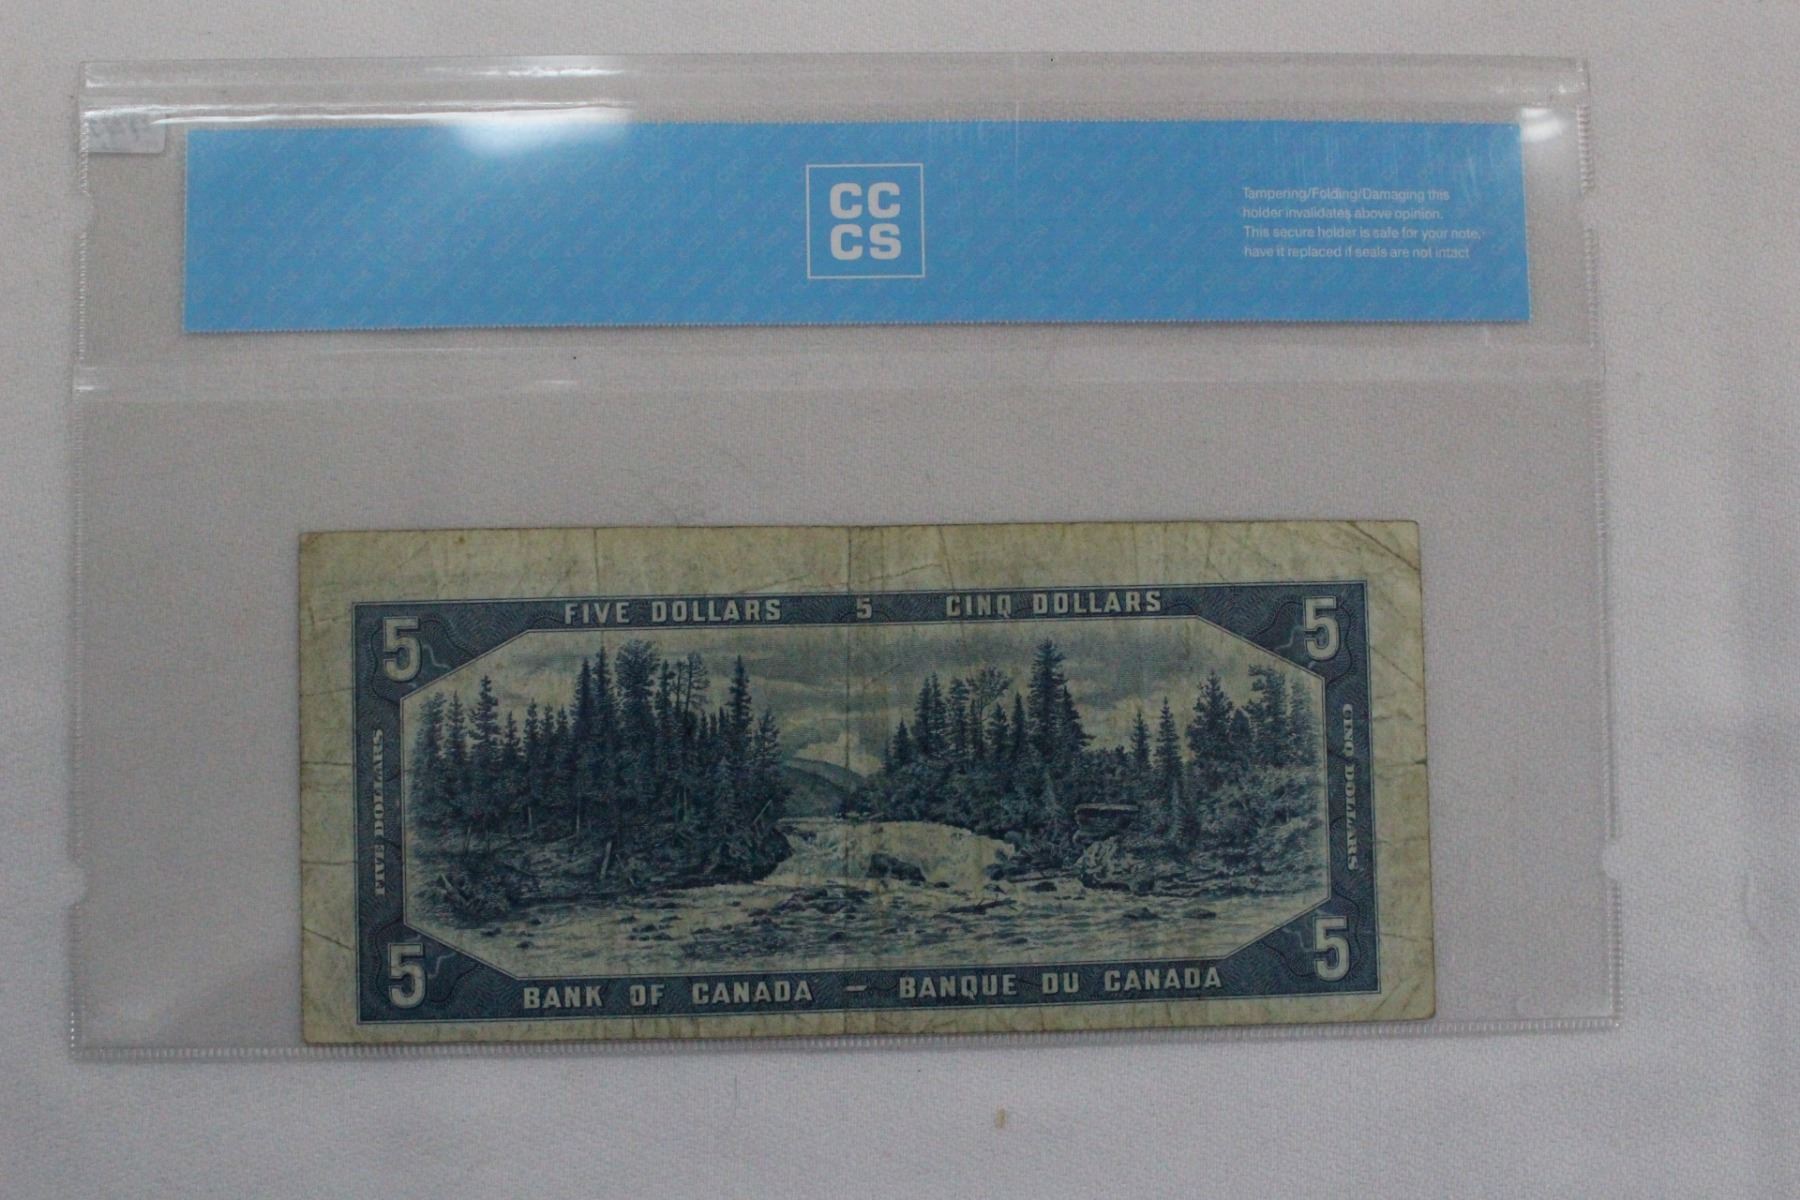 CC
CS
Tampering/Folding/Damaging this
holder invalidates above opinion.
This secure holder is safe for your note,
have it replaced if seals are not intact
FIVE DOLLARS 5 CINQ DOLLARS
5
5
FIVE DOLLARS
CINQ DOLLARS
5
5
BANK OF CANADA – BANQUE DU CANADA